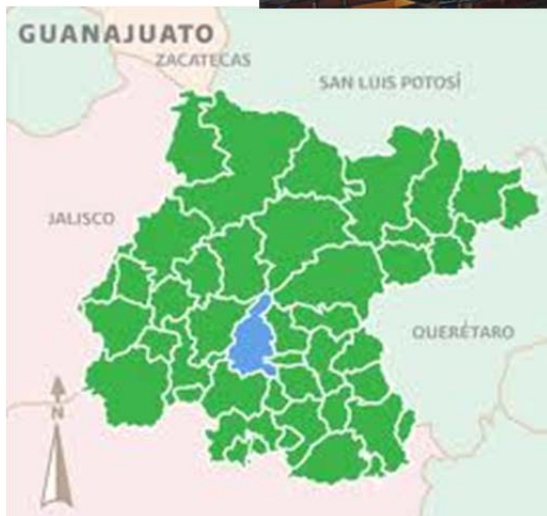 GUANAJUATO
ZACATECAS
SAN LUIS POTOSÍ
JALISCO
QUERÉTARO
N